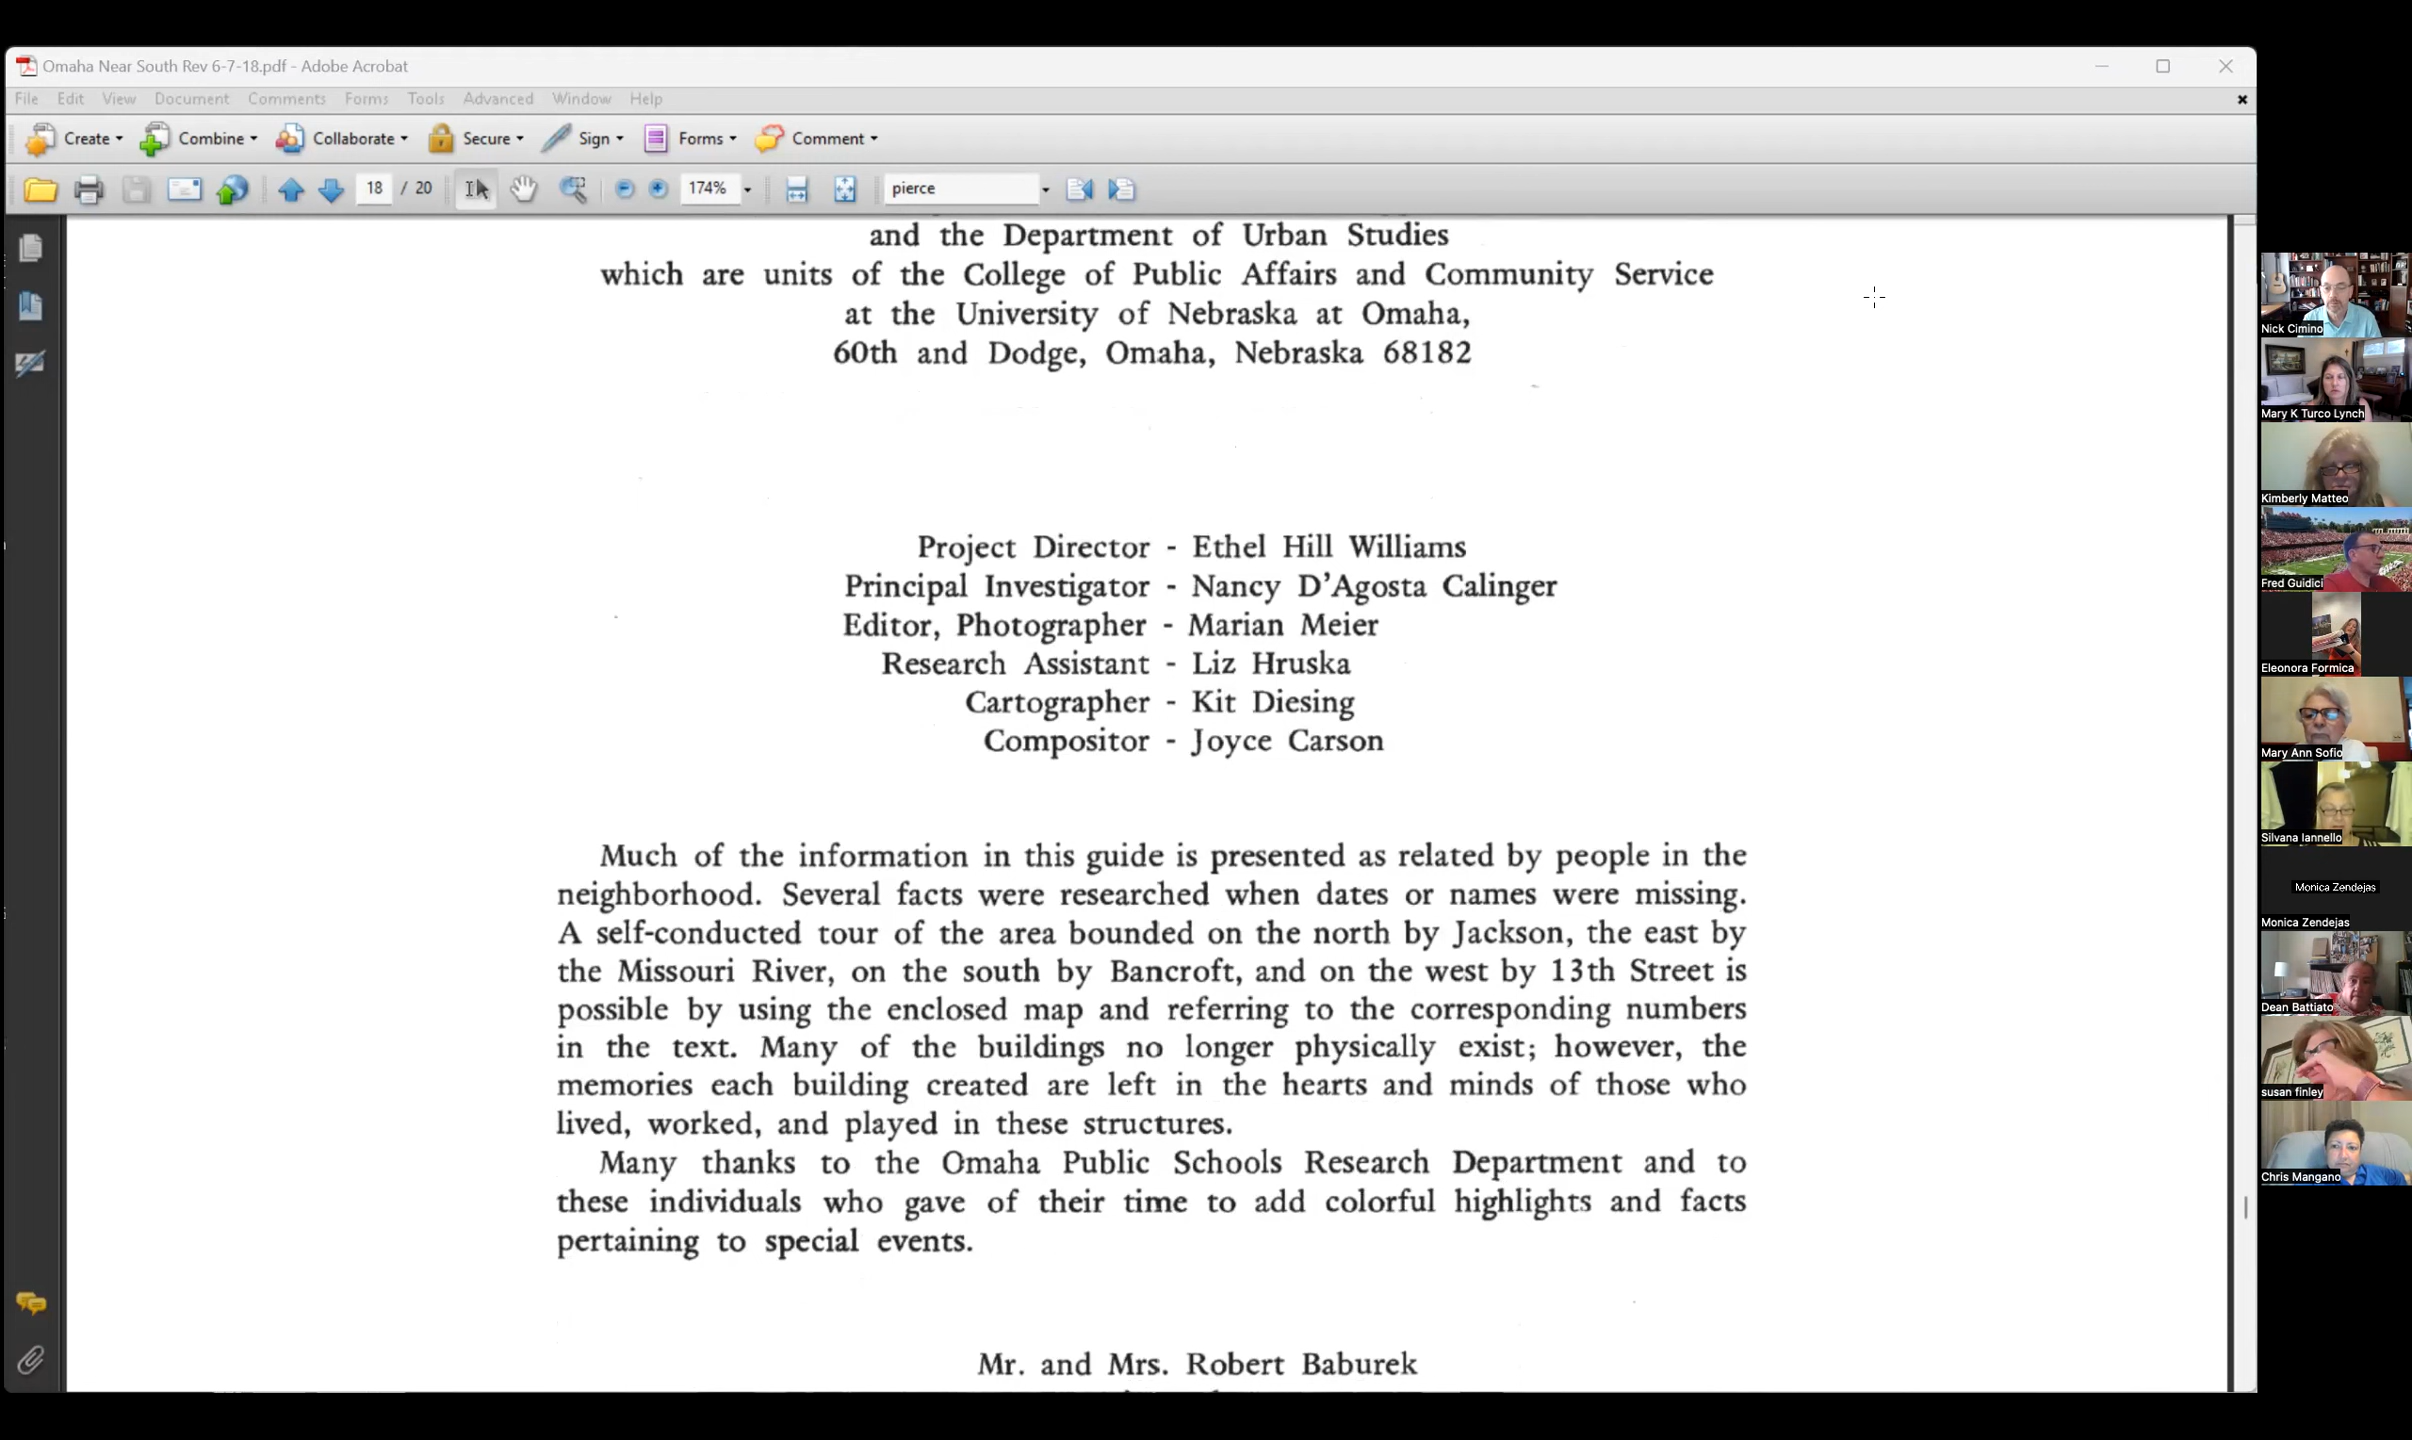 Omaha Near South Rev 6-7-18.pdf - Adobe Acrobat
File Edit View Document Comments Forms Tools Advanced Window Help
Create Combine Collaborate Secure Sign Forms Comment
18 / 20 174% pierce
and the Department of Urban Studies
which are units of the College of Public Affairs and Community Service
at the University of Nebraska at Omaha,
60th and Dodge, Omaha, Nebraska 68182
Project Director - Ethel Hill Williams
Principal Investigator - Nancy D'Agosta Calinger
Editor, Photographer - Marian Meier
Research Assistant - Liz Hruska
Cartographer - Kit Diesing
Compositor - Joyce Carson
Much of the information in this guide is presented as related by people in the
neighborhood. Several facts were researched when dates or names were missing.
A self-conducted tour of the area bounded on the north by Jackson, the east by
the Missouri River, on the south by Bancroft, and on the west by 13th Street is
possible by using the enclosed map and referring to the corresponding numbers
in the text. Many of the buildings no longer physically exist; however, the
memories each building created are left in the hearts and minds of those who
lived, worked, and played in these structures.
Many thanks to the Omaha Public Schools Research Department and to
these individuals who gave of their time to add colorful highlights and facts
pertaining to special events.
Mr. and Mrs. Robert Baburek
Nick Cimino
Mary K Turco Lynch
Kimberly Matteo
Fred Guidici
Eleonora Formica
Mary Ann Sofio
Silvana Iannello
Monica Zendejas
Monica Zendejas
Dean Battiato
susan finley
Chris Mangano